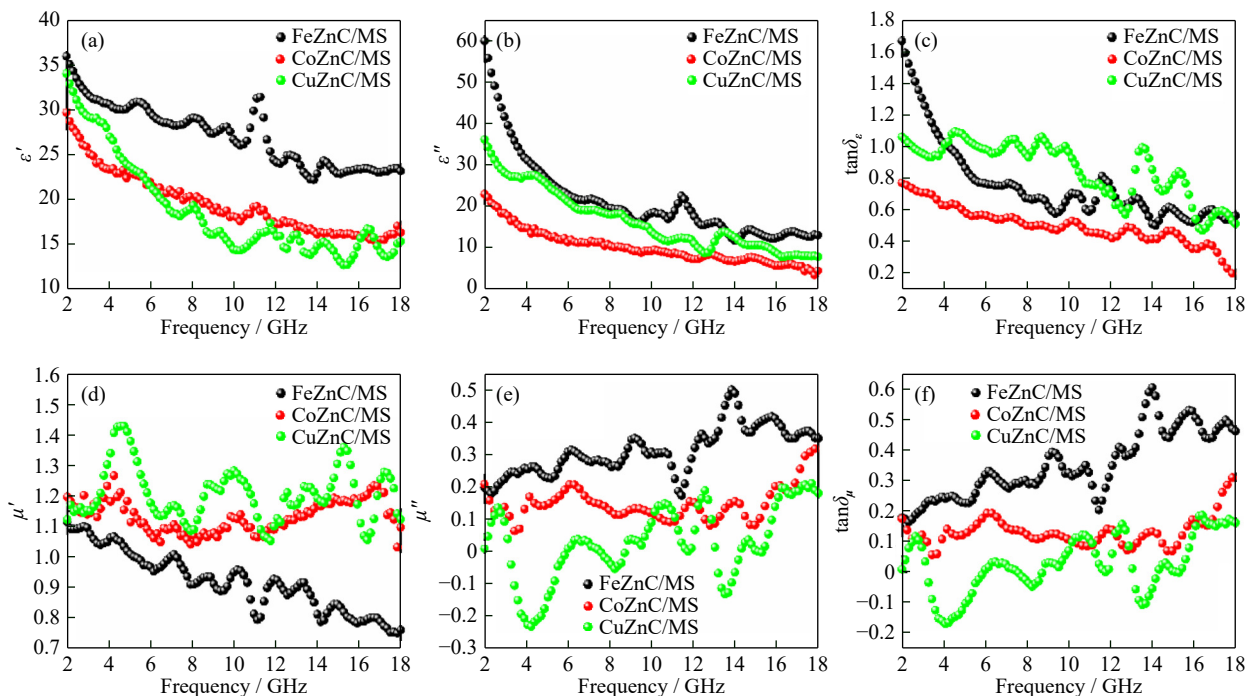 (a)
FeZnC/MS
CoZnC/MS
CuZnC/MS
ε′
40
35
30
25
20
15
10
2 4 6 8 10 12 14 16 18
Frequency / GHz
(b)
FeZnC/MS
CoZnC/MS
CuZnC/MS
ε″
60
50
40
30
20
10
0
2 4 6 8 10 12 14 16 18
Frequency / GHz
(c)
FeZnC/MS
CoZnC/MS
CuZnC/MS
tanδε
1.8
1.6
1.4
1.2
1.0
0.8
0.6
0.4
0.2
2 4 6 8 10 12 14 16 18
Frequency / GHz
(d)
FeZnC/MS
CoZnC/MS
CuZnC/MS
μ′
1.6
1.5
1.4
1.3
1.2
1.1
1.0
0.9
0.8
0.7
2 4 6 8 10 12 14 16 18
Frequency / GHz
(e)
μ″
0.5
0.4
0.3
0.2
0.1
0
−0.1
−0.2
−0.3
FeZnC/MS
CoZnC/MS
CuZnC/MS
2 4 6 8 10 12 14 16 18
Frequency / GHz
(f)
FeZnC/MS
CoZnC/MS
CuZnC/MS
tanδμ
0.6
0.5
0.4
0.3
0.2
0.1
0
−0.1
−0.2
2 4 6 8 10 12 14 16 18
Frequency / GHz